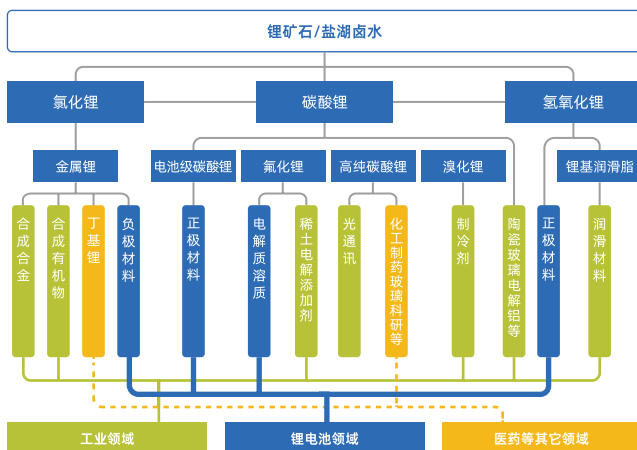 锂矿石/盐湖卤水
氯化锂
碳酸锂
氢氧化锂
金属锂
电池级碳酸锂
氟化锂
高纯碳酸锂
溴化锂
锂基润滑脂
合成合金
合成有机物
丁基锂
负极材料
正极材料
电解质溶质
稀土电解添加剂
光通讯
化工制药玻璃科研等
制冷剂
陶瓷玻璃电解铝等
正极材料
润滑材料
工业领域
锂电池领域
医药等其它领域